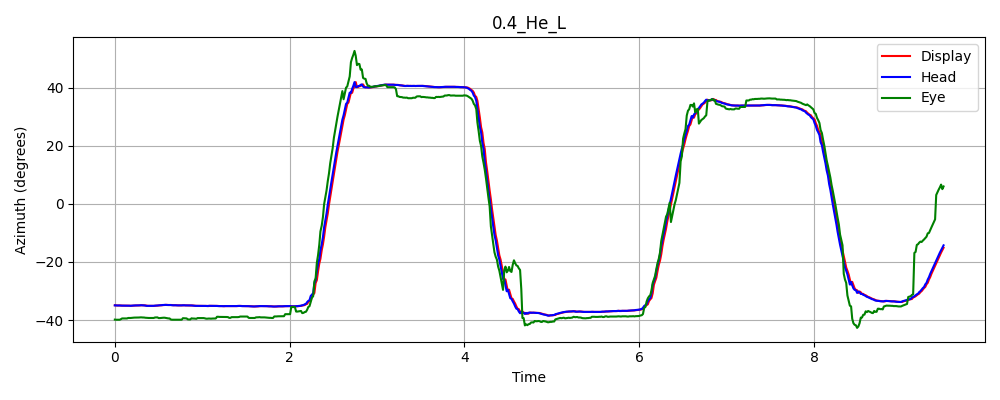 0.4_He_L
Display
Head
Eye
Azimuth (degrees)
40
20
0
−20
−40
0 2 4 6 8
Time